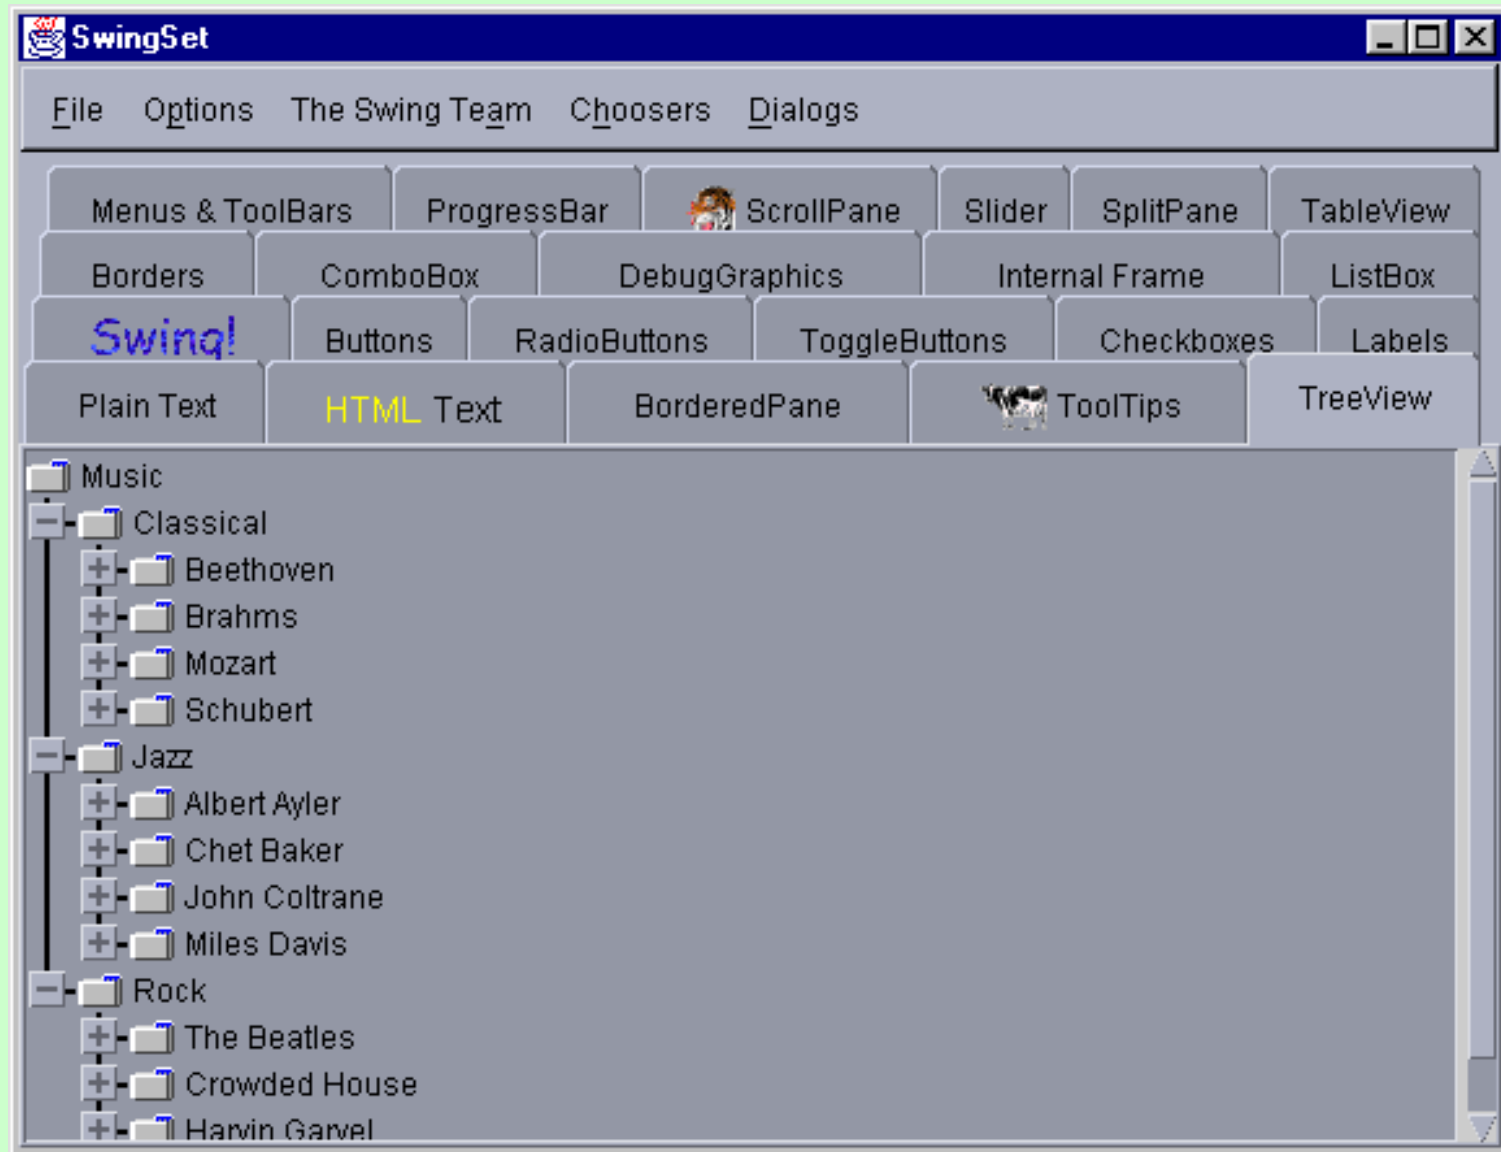 SwingSet
File Options The Swing Team Choosers Dialogs
Menus & ToolBars ProgressBar ScrollPane Slider SplitPane TableView
Borders ComboBox DebugGraphics Internal Frame ListBox
Swing! Buttons RadioButtons ToggleButtons Checkboxes Labels
Plain Text HTML Text BorderedPane ToolTips TreeView
Music
Classical
Beethoven
Brahms
Mozart
Schubert
Jazz
Albert Ayler
Chet Baker
John Coltrane
Miles Davis
Rock
The Beatles
Crowded House
Harvin Garvel